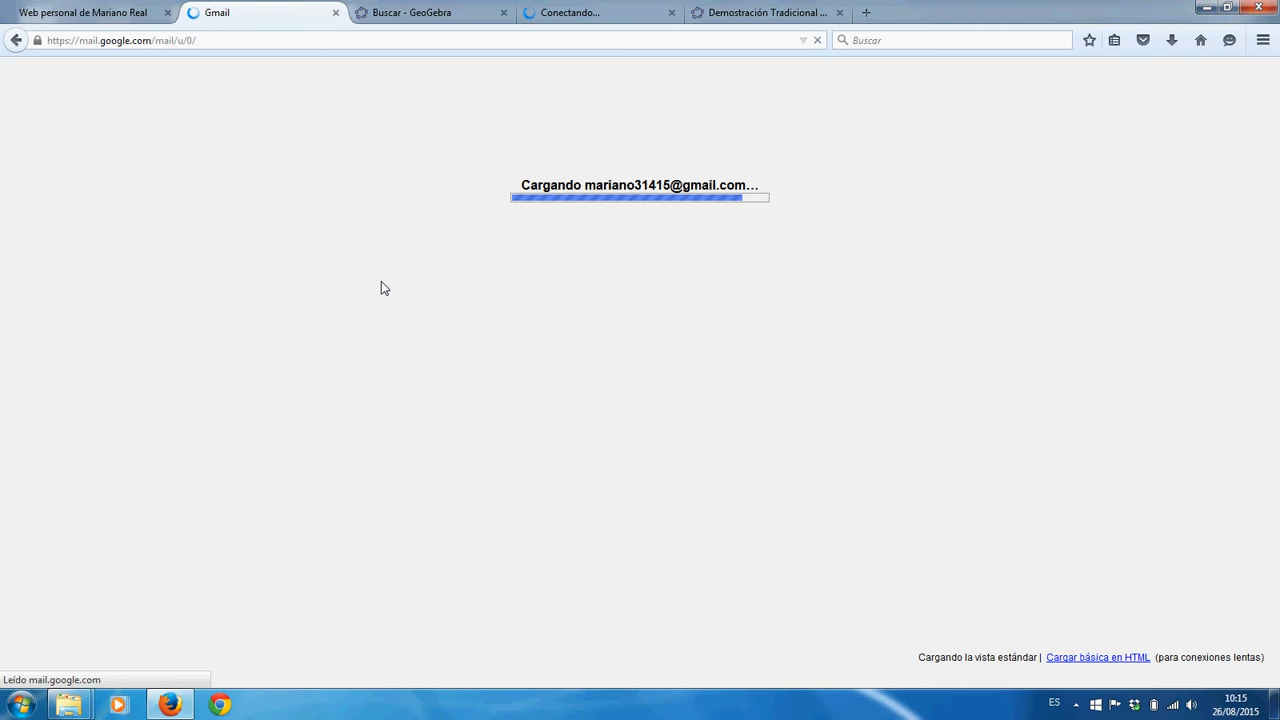 Web personal de Mariano Real
Gmail
Buscar - GeoGebra
Conectando...
Demostración Tradicional ...
https://mail.google.com/mail/u/0/
Buscar
Cargando mariano31415@gmail.com…
Cargando la vista estándar | Cargar básica en HTML (para conexiones lentas)
Leído mail.google.com
ES
10:15
26/08/2015